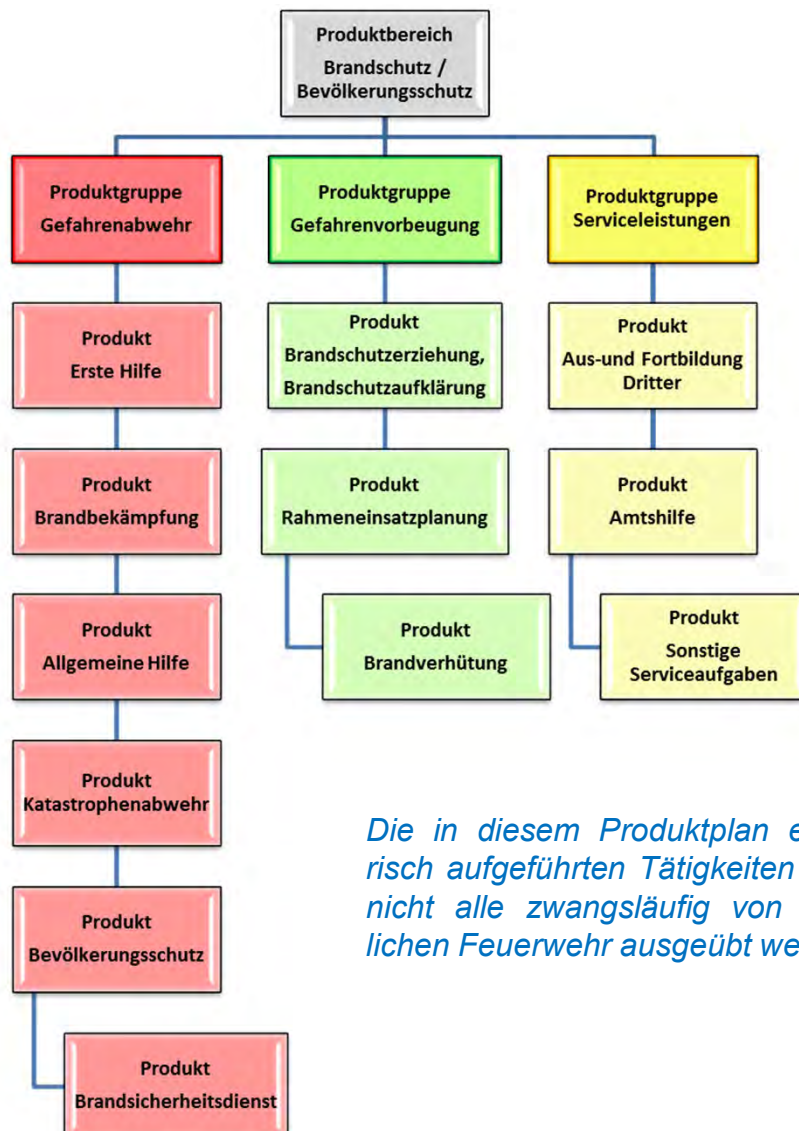 Produktbereich
Brandschutz /
Bevölkerungsschutz
Produktgruppe
Gefahrenabwehr
Produkt
Erste Hilfe
Produkt
Brandbekämpfung
Produkt
Allgemeine Hilfe
Produkt
Katastrophenabwehr
Produkt
Bevölkerungsschutz
Produkt
Brandsicherheitsdienst
Produktgruppe
Gefahrenvorbeugung
Produkt
Brandschutzerziehung,
Brandschutzaufklärung
Produkt
Rahmeneinsatzplanung
Produkt
Brandverhütung
Produktgruppe
Serviceleistungen
Produkt
Aus-und Fortbildung
Dritter
Produkt
Amtshilfe
Produkt
Sonstige
Serviceaufgaben
Die in diesem Produktplan
risch aufgeführten Tätigkeiten
nicht alle zwangsläufig von
lichen Feuerwehr ausgeübt